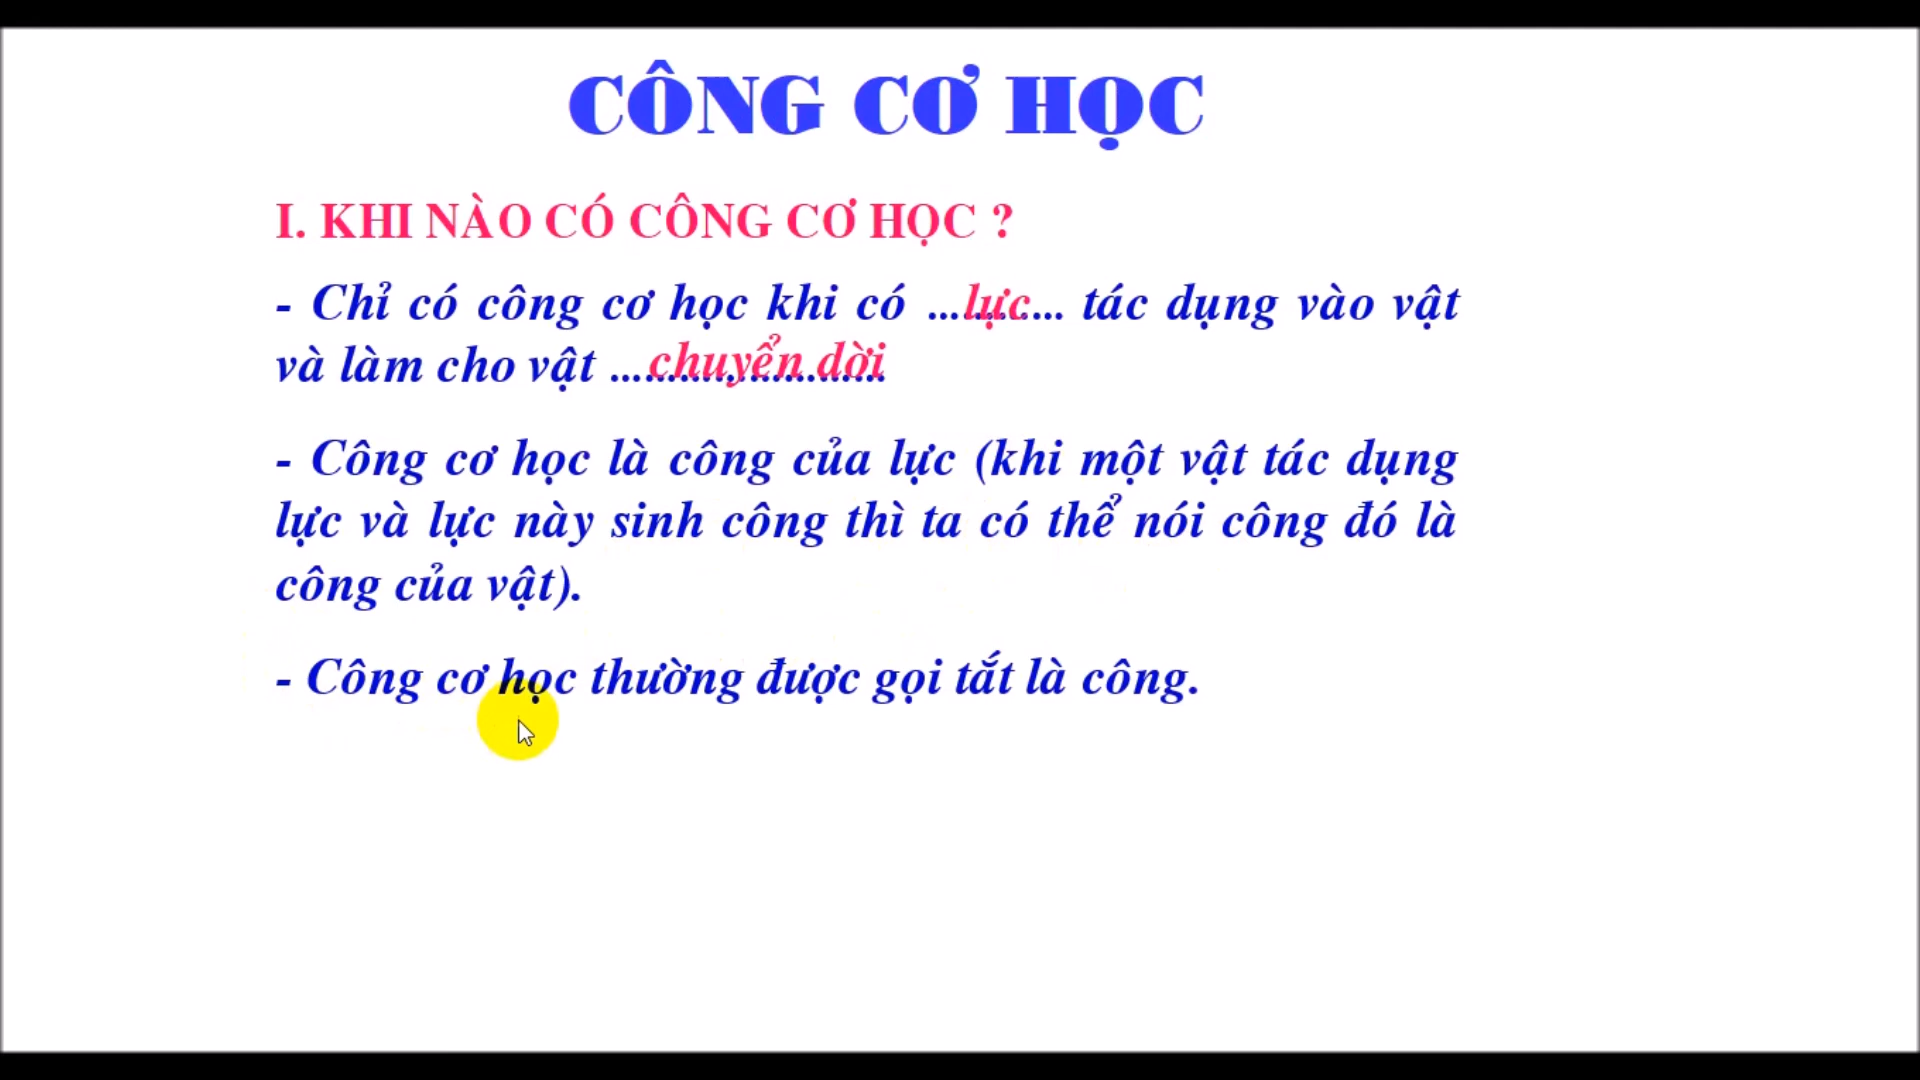 CÔNG CƠ HỌC
I. KHI NÀO CÓ CÔNG CƠ HỌC ?
- Chỉ có công cơ học khi có ...lực... tác dụng vào vật
và làm cho vật ...chuyển dời
- Công cơ học là công của lực (khi một vật tác dụng
lực và lực này sinh công thì ta có thể nói công đó là
công của vật).
- Công cơ học thường được gọi tắt là công.